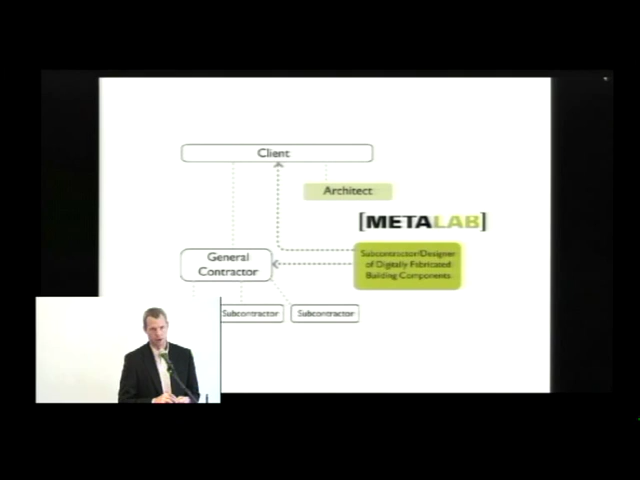 Client
Architect
[METALAB]
General
Contractor
Subcontractor/Designer
of Digitally Fabricated
Building Components
Subcontractor
Subcontractor